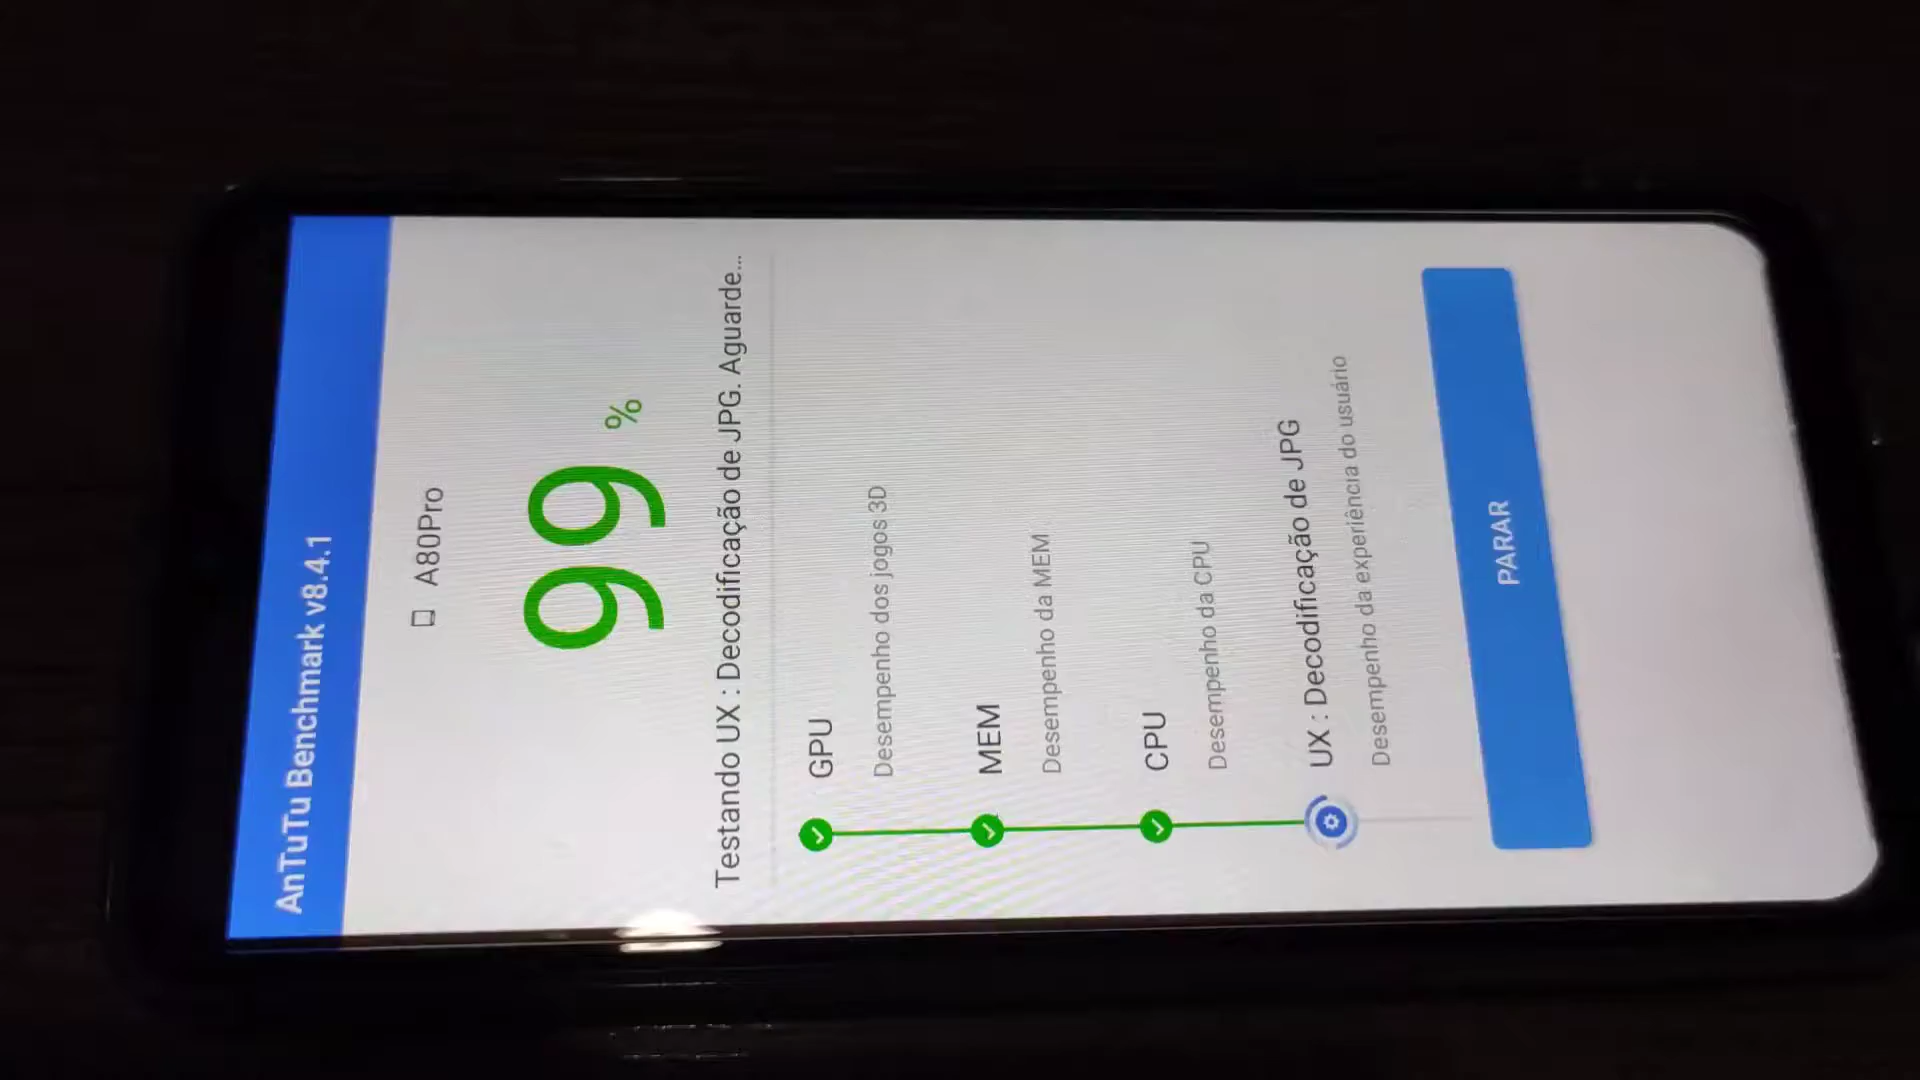 AnTuTu Benchmark v8.4.1
A80Pro
99 %
Testando UX : Decodificação de JPG. Aguarde...
GPU
Desempenho dos jogos 3D
MEM
Desempenho da MEM
CPU
Desempenho da CPU
UX : Decodificação de JPG
Desempenho da experiência do usuário
PARAR